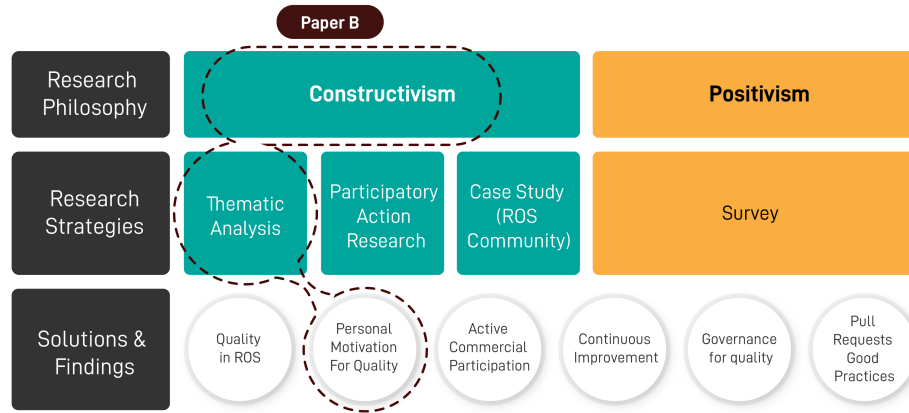 Paper B
Research
Philosophy
Constructivism
Positivism
Research
Strategies
Thematic
Analysis
Participatory
Action
Research
Case Study
(ROS
Community)
Survey
Solutions &
Findings
Quality
in ROS
Personal
Motivation
For Quality
Active
Commercial
Participation
Continuous
Improvement
Governance
for quality
Pull
Requests
Good
Practices